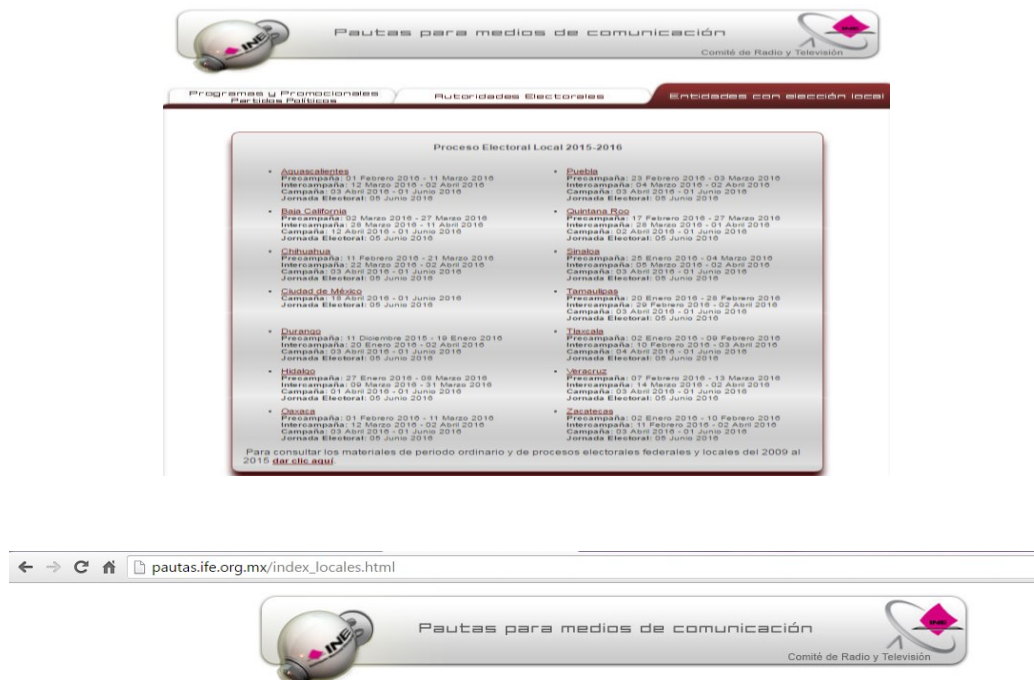 INE
Pautas para medios de comunicación
INE
Comité de Radio y Televisión
Programas y Promocionales
Partidos Políticos
Autoridades Electorales
Entidades con elección local
Proceso Electoral Local 2015-2016
• Aguascalientes
Precampaña: 01 Febrero 2016 - 11 Marzo 2016
Intercampaña: 12 Marzo 2016 - 02 Abril 2016
Campaña: 03 Abril 2016 - 01 Junio 2016
Jornada Electoral: 05 Junio 2016
• Baja California
Precampaña: 02 Marzo 2016 - 27 Marzo 2016
Intercampaña: 28 Marzo 2016 - 11 Abril 2016
Campaña: 12 Abril 2016 - 01 Junio 2016
Jornada Electoral: 05 Junio 2016
• Chihuahua
Precampaña: 11 Febrero 2016 - 21 Marzo 2016
Intercampaña: 22 Marzo 2016 - 02 Abril 2016
Campaña: 03 Abril 2016 - 01 Junio 2016
Jornada Electoral: 05 Junio 2016
• Ciudad de México
Campaña: 18 Abril 2016 - 01 Junio 2016
Jornada Electoral: 05 Junio 2016
• Durango
Precampaña: 11 Diciembre 2015 - 19 Enero 2016
Intercampaña: 20 Enero 2016 - 02 Abril 2016
Campaña: 03 Abril 2016 - 01 Junio 2016
Jornada Electoral: 05 Junio 2016
• Hidalgo
Precampaña: 27 Enero 2016 - 08 Marzo 2016
Intercampaña: 09 Marzo 2016 - 31 Marzo 2016
Campaña: 01 Abril 2016 - 01 Junio 2016
Jornada Electoral: 05 Junio 2016
• Oaxaca
Precampaña: 01 Febrero 2016 - 11 Marzo 2016
Intercampaña: 12 Marzo 2016 - 02 Abril 2016
Campaña: 03 Abril 2016 - 01 Junio 2016
Jornada Electoral: 05 Junio 2016
• Puebla
Precampaña: 23 Febrero 2016 - 03 Marzo 2016
Intercampaña: 04 Marzo 2016 - 02 Abril 2016
Campaña: 03 Abril 2016 - 01 Junio 2016
Jornada Electoral: 05 Junio 2016
• Quintana Roo
Precampaña: 17 Febrero 2016 - 27 Marzo 2016
Intercampaña: 28 Marzo 2016 - 01 Abril 2016
Campaña: 02 Abril 2016 - 01 Junio 2016
Jornada Electoral: 05 Junio 2016
• Sinaloa
Precampaña: 25 Enero 2016 - 04 Marzo 2016
Intercampaña: 05 Marzo 2016 - 02 Abril 2016
Campaña: 03 Abril 2016 - 01 Junio 2016
Jornada Electoral: 05 Junio 2016
• Tamaulipas
Precampaña: 20 Enero 2016 - 28 Febrero 2016
Intercampaña: 29 Febrero 2016 - 02 Abril 2016
Campaña: 03 Abril 2016 - 01 Junio 2016
Jornada Electoral: 05 Junio 2016
• Tlaxcala
Precampaña: 02 Enero 2016 - 09 Febrero 2016
Intercampaña: 10 Febrero 2016 - 03 Abril 2016
Campaña: 04 Abril 2016 - 01 Junio 2016
Jornada Electoral: 05 Junio 2016
• Veracruz
Precampaña: 07 Febrero 2016 - 13 Marzo 2016
Intercampaña: 14 Marzo 2016 - 02 Abril 2016
Campaña: 03 Abril 2016 - 01 Junio 2016
Jornada Electoral: 05 Junio 2016
• Zacatecas
Precampaña: 02 Enero 2016 - 10 Febrero 2016
Intercampaña: 11 Febrero 2016 - 02 Abril 2016
Campaña: 03 Abril 2016 - 01 Junio 2016
Jornada Electoral: 05 Junio 2016
Para consultar los materiales de periodo ordinario y de procesos electorales federales y locales del 2009 al
2015 dar clic aquí.
pautas.ife.org.mx/index_locales.html
INE
Pautas para medios de comunicación
INE
Comité de Radio y Televisión